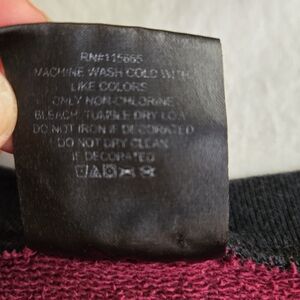 RN#115855
MACHINE WASH COLD WITH
LIKE COLORS
ONLY NON-CHLORINE
BLEACH, TUMBLE DRY LOW
DO NOT IRON IF DECORATED
DO NOT DRY CLEAN
IF DECORATED